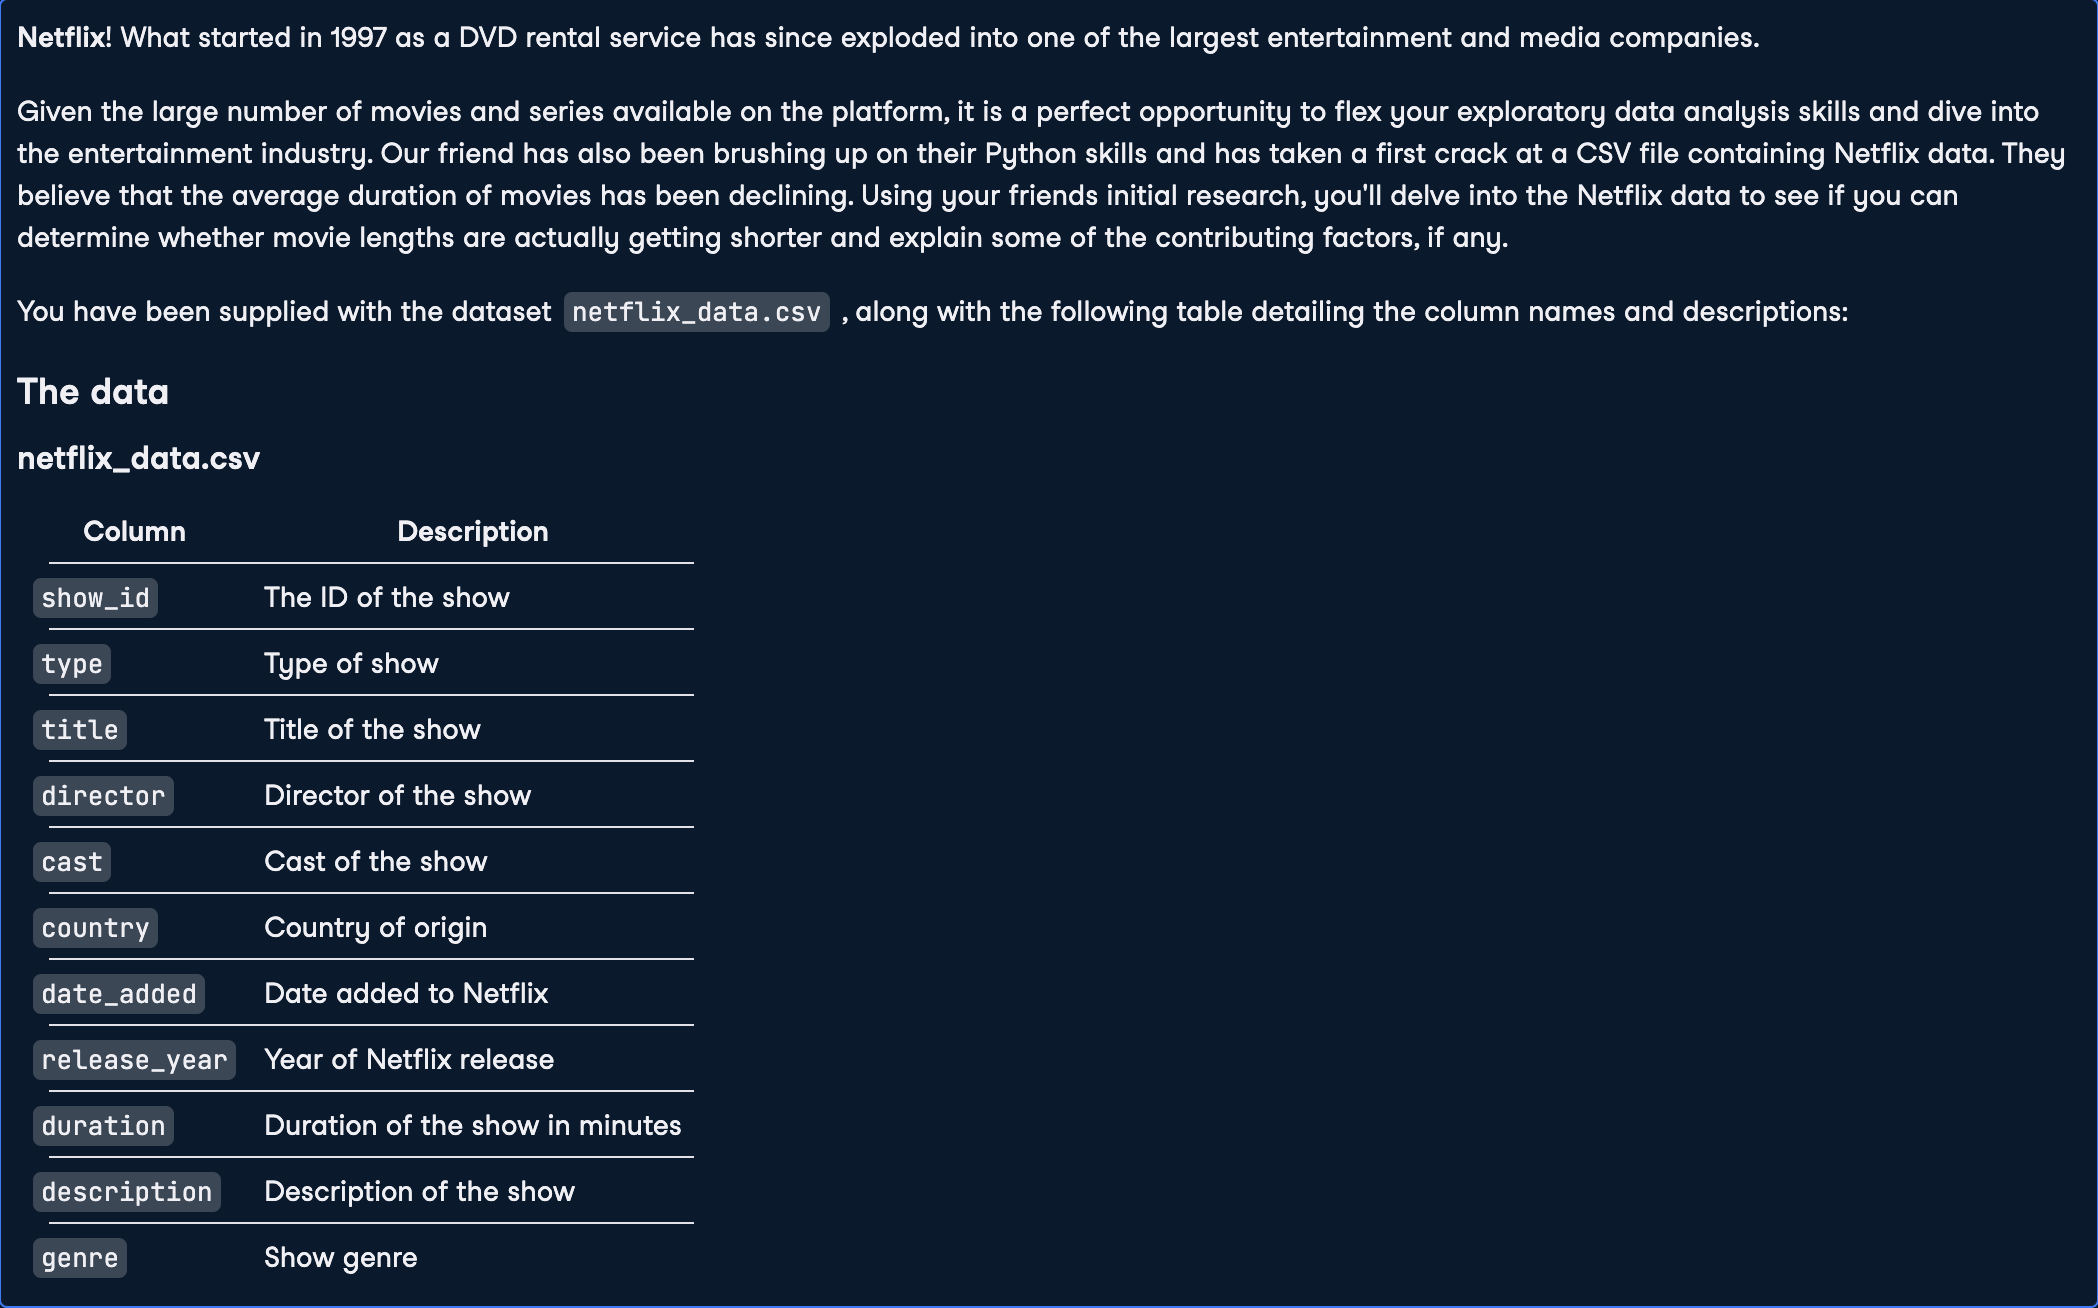 Netflix! What started in 1997 as a DVD rental service has since exploded into one of the largest entertainment and media companies.
Given the large number of movies and series available on the platform, it is a perfect opportunity to flex your exploratory data analysis skills and dive into
the entertainment industry. Our friend has also been brushing up on their Python skills and has taken a first crack at a CSV file containing Netflix data. They
believe that the average duration of movies has been declining. Using your friends initial research, you'll delve into the Netflix data to see if you can
determine whether movie lengths are actually getting shorter and explain some of the contributing factors, if any.
You have been supplied with the dataset netflix_data.csv , along with the following table detailing the column names and descriptions:
The data
netflix_data.csv
Column Description
show_id The ID of the show
type Type of show
title Title of the show
director Director of the show
cast Cast of the show
country Country of origin
date_added Date added to Netflix
release_year Year of Netflix release
duration Duration of the show in minutes
description Description of the show
genre Show genre